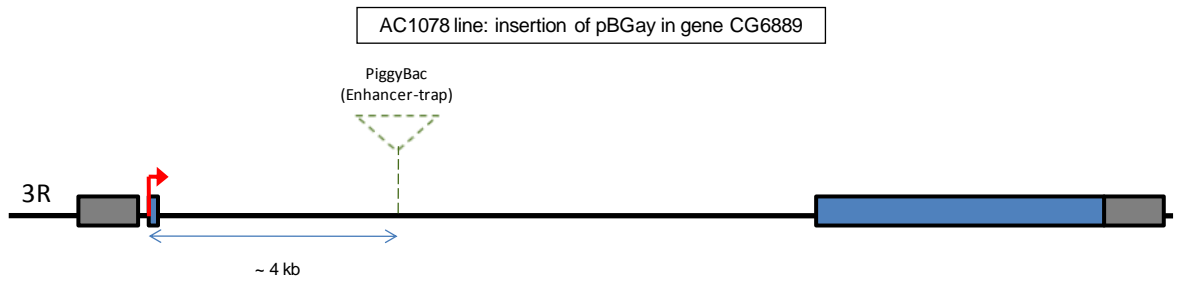 AC1078 line: insertion of pBGay in gene CG6889
PiggyBac
(Enhancer-trap)
3R
~ 4 kb